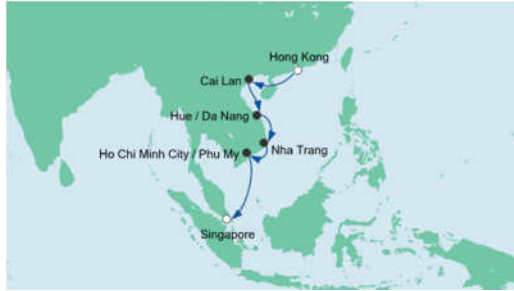 Hong Kong
Cai Lan
Hue / Da Nang
Nha Trang
Ho Chi Minh City / Phu My
Singapore